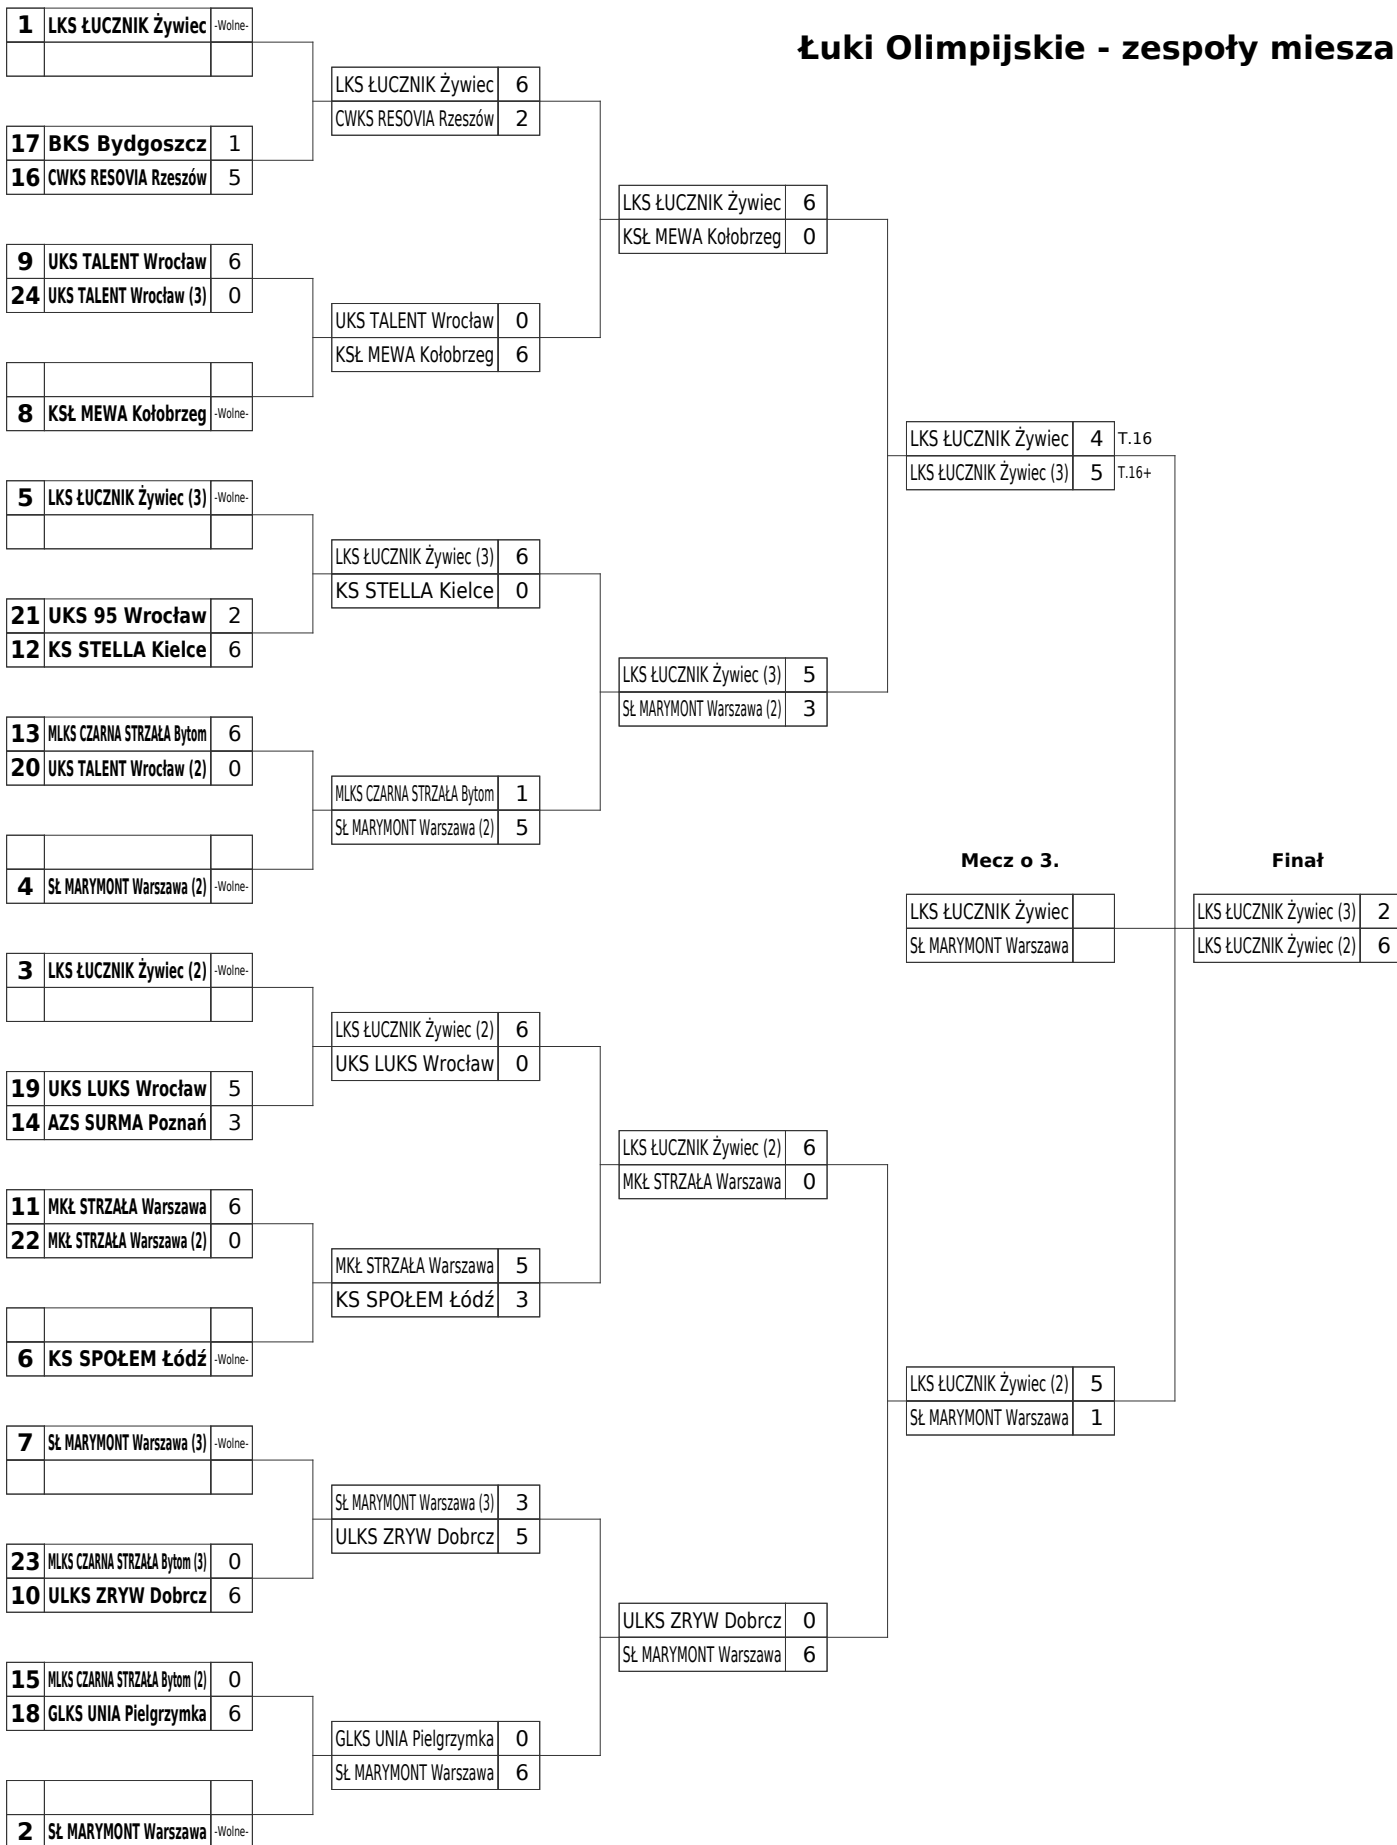 Łuki Olimpijskie - zespoły miesza
1 LKS ŁUCZNIK Żywiec -Wolne-
17 BKS Bydgoszcz 1
16 CWKS RESOVIA Rzeszów 5
9 UKS TALENT Wrocław 6
24 UKS TALENT Wrocław (3) 0
8 KSŁ MEWA Kołobrzeg -Wolne-
5 LKS ŁUCZNIK Żywiec (3) -Wolne-
21 UKS 95 Wrocław 2
12 KS STELLA Kielce 6
13 MLKS CZARNA STRZAŁA Bytom 6
20 UKS TALENT Wrocław (2) 0
4 SŁ MARYMONT Warszawa (2) -Wolne-
3 LKS ŁUCZNIK Żywiec (2) -Wolne-
19 UKS LUKS Wrocław 5
14 AZS SURMA Poznań 3
11 MKŁ STRZAŁA Warszawa 6
22 MKŁ STRZAŁA Warszawa (2) 0
6 KS SPOŁEM Łódź -Wolne-
7 SŁ MARYMONT Warszawa (3) -Wolne-
23 MLKS CZARNA STRZAŁA Bytom (3) 0
10 ULKS ZRYW Dobrcz 6
15 MLKS CZARNA STRZAŁA Bytom (2) 0
18 GLKS UNIA Pielgrzymka 6
2 SŁ MARYMONT Warszawa -Wolne-
LKS ŁUCZNIK Żywiec 6
CWKS RESOVIA Rzeszów 2
UKS TALENT Wrocław 0
KSŁ MEWA Kołobrzeg 6
LKS ŁUCZNIK Żywiec (3) 6
KS STELLA Kielce 0
MLKS CZARNA STRZAŁA Bytom 1
SŁ MARYMONT Warszawa (2) 5
LKS ŁUCZNIK Żywiec (2) 6
UKS LUKS Wrocław 0
MKŁ STRZAŁA Warszawa 5
KS SPOŁEM Łódź 3
SŁ MARYMONT Warszawa (3) 3
ULKS ZRYW Dobrcz 5
GLKS UNIA Pielgrzymka 0
SŁ MARYMONT Warszawa 6
LKS ŁUCZNIK Żywiec 6
KSŁ MEWA Kołobrzeg 0
LKS ŁUCZNIK Żywiec (3) 5
SŁ MARYMONT Warszawa (2) 3
LKS ŁUCZNIK Żywiec (2) 6
MKŁ STRZAŁA Warszawa 0
ULKS ZRYW Dobrcz 0
SŁ MARYMONT Warszawa 6
LKS ŁUCZNIK Żywiec 4 T.16
LKS ŁUCZNIK Żywiec (3) 5 T.16+
LKS ŁUCZNIK Żywiec (2) 5
SŁ MARYMONT Warszawa 1
Mecz o 3.
LKS ŁUCZNIK Żywiec
SŁ MARYMONT Warszawa
Finał
LKS ŁUCZNIK Żywiec (3) 2
LKS ŁUCZNIK Żywiec (2) 6